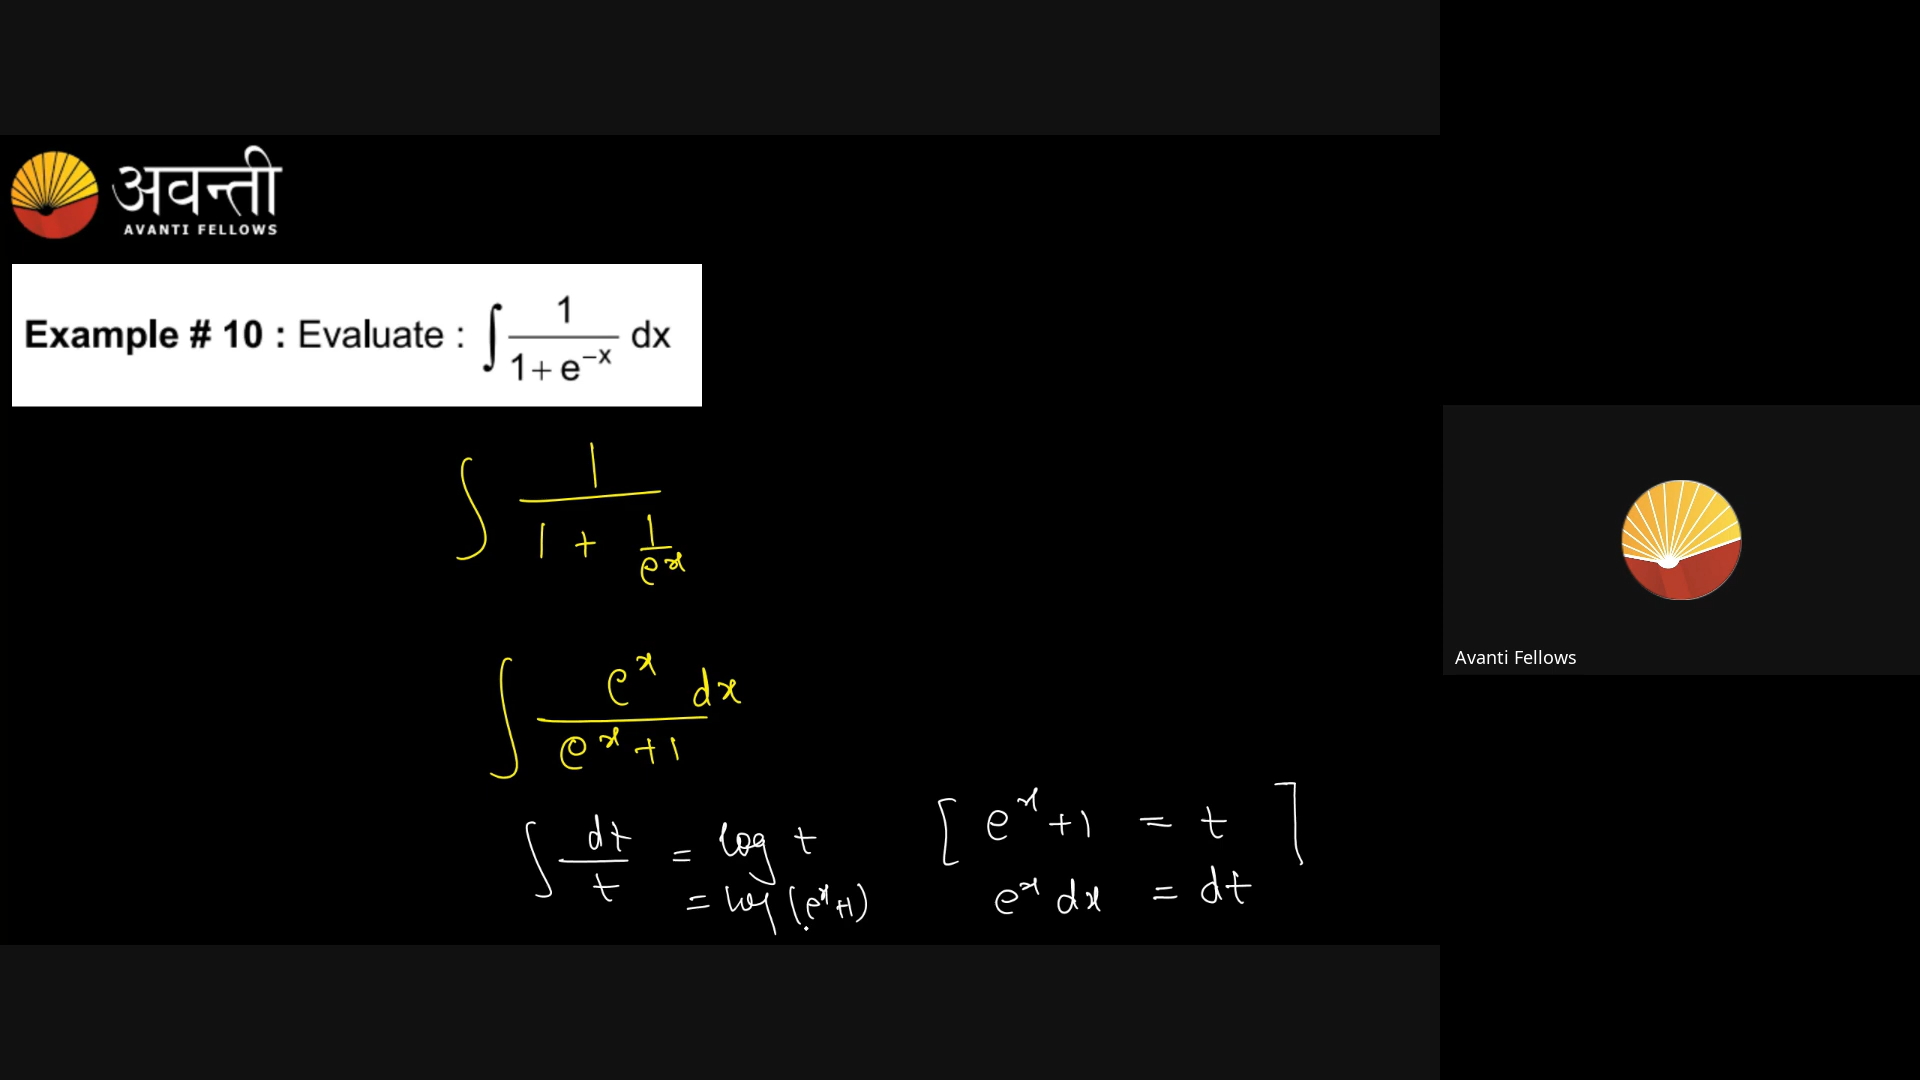 अवन्ती
AVANTI FELLOWS
Example # 10 : Evaluate : ∫ 1/(1+e^{-x}) dx
∫ 1/(1 + 1/e^x)
∫ e^x dx/(e^x+1)
∫ dt/t = log t
= log (e^x+1)
[ e^x+1 = t ]
e^x dx = dt
Avanti Fellows